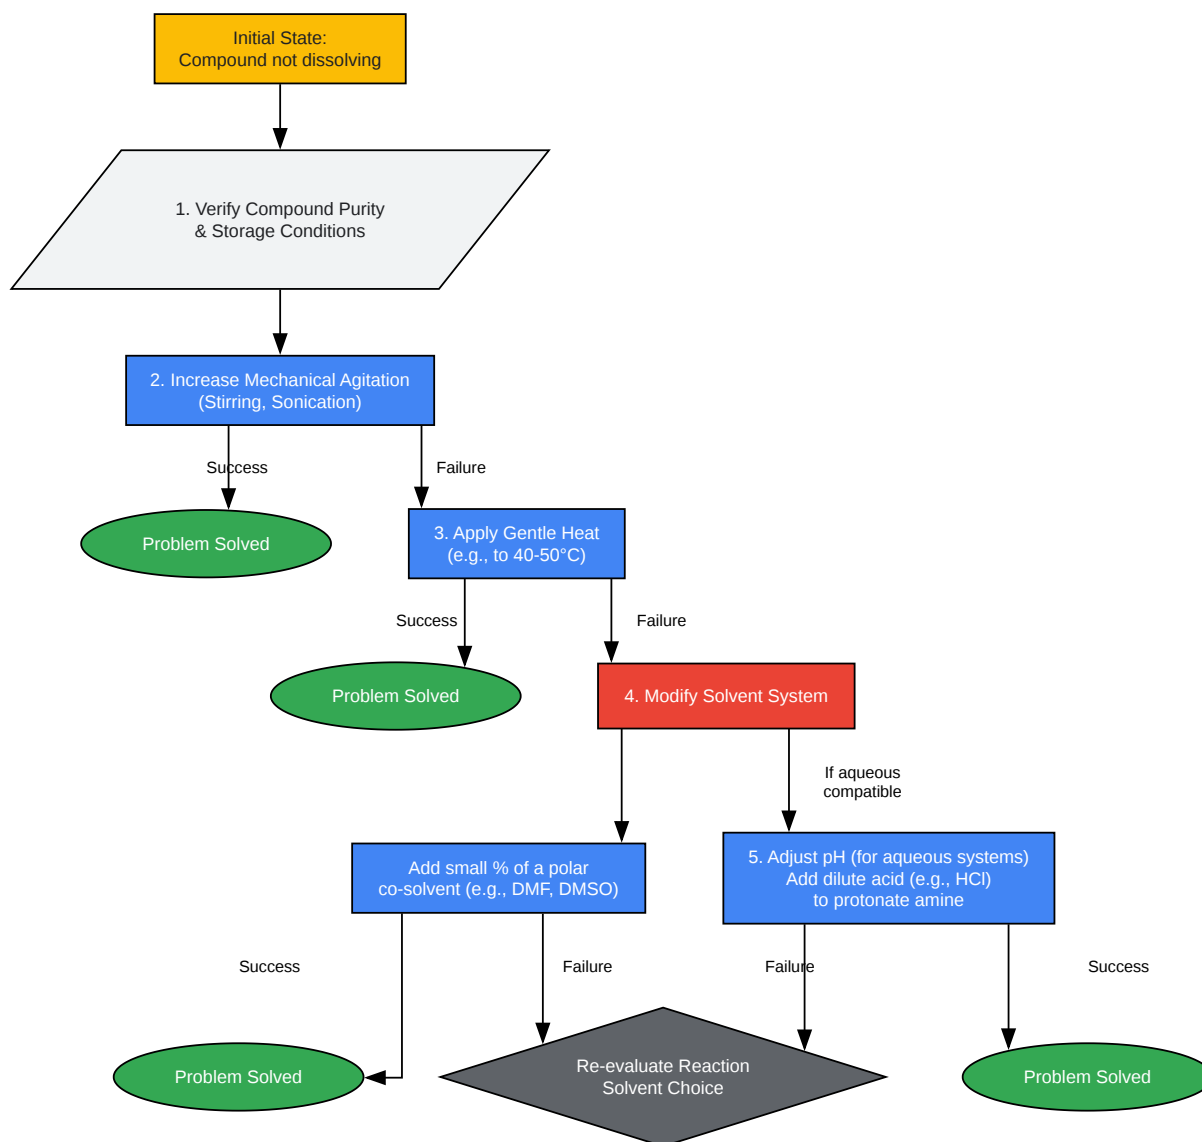 Initial State:
Compound not dissolving
1. Verify Compound Purity
& Storage Conditions
2. Increase Mechanical Agitation
(Stirring, Sonication)
Success
Failure
Problem Solved
3. Apply Gentle Heat
(e.g., to 40-50°C)
Success
Failure
Problem Solved
4. Modify Solvent System
If aqueous
compatible
Add small % of a polar
co-solvent (e.g., DMF, DMSO)
5. Adjust pH (for aqueous systems)
Add dilute acid (e.g., HCl)
to protonate amine
Success
Failure
Failure
Success
Problem Solved
Re-evaluate Reaction
Solvent Choice
Problem Solved